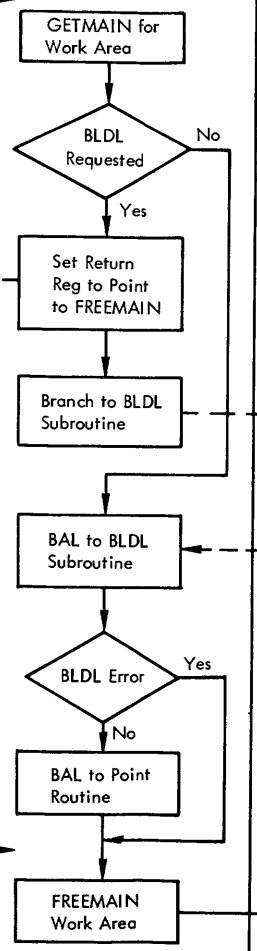 GETMAIN for
Work Area
BLDL
Requested
No
Yes
Set Return
Reg to Point
to FREEMAIN
Branch to BLDL
Subroutine
BAL to BLDL
Subroutine
BLDL Error
Yes
No
BAL to Point
Routine
FREEMAIN
Work Area